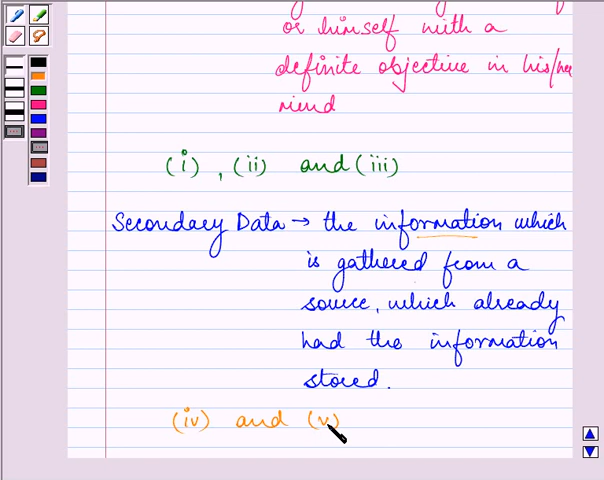 or himself with a
definite objective in his/her
mind
(i), (ii) and (iii)
Secondary Data → the information which
is gathered from a
source, which already
had the information
stored.
(iv) and (v)